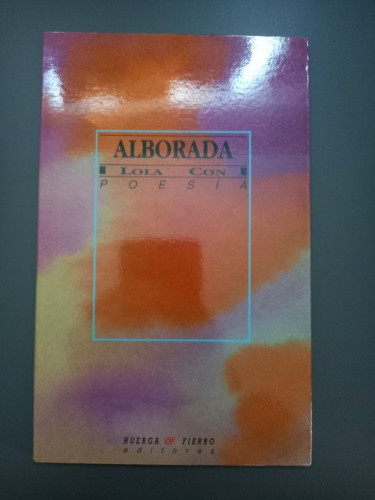 ALBORADA
LOLA CON
POESÍA
HUERGA & FIERRO
editores